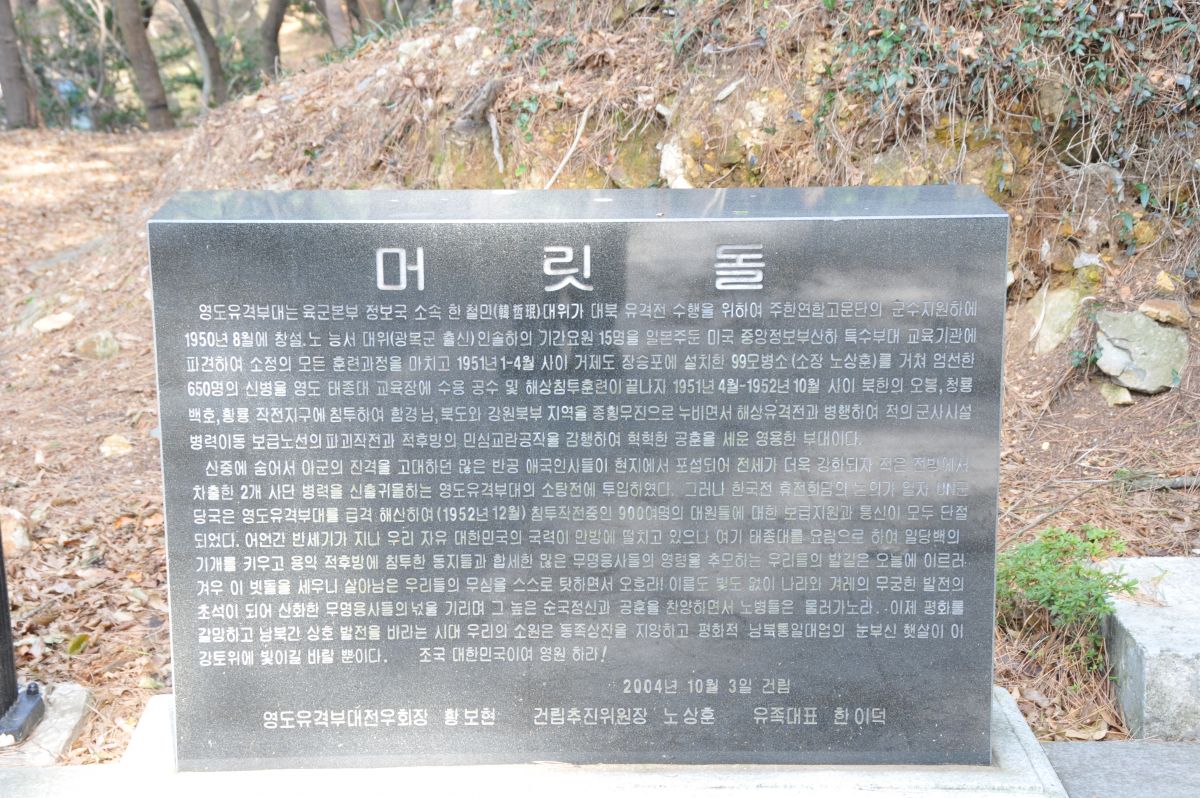 머릿돌
영도유격부대는 육군본부 정보국 소속 한 철민(韓哲珉)대위가 대북 유격전 수행을 위하여 주한연합고문단의 군수지원하에
1950년 8월에 창설, 노 능서 대위(광복군 출신)인솔하의 기간요원 15명을 일본주둔 미국 중앙정보부산하 특수부대 교육기관에
파견하여 소정의 모든 훈련과정을 마치고 1951년 1-4월 사이 거제도 장승포에 설치한 99모병소(소장 노상훈)를 거쳐 엄선한
650명의 신병을 영도 태종대 교육장에 수용 공수 및 해상침투훈련이 끝나자 1951년 4월-1952년 10월 사이 북한의 오봉,청룡
백호,황룡 작전지구에 침투하여 함경 남,북도와 강원북부 지역을 종횡무진으로 누비면서 해상유격전과 병행하여 적의 군사시설
병력이동 보급노선의 파괴작전과 적후방의 민심교란공작을 감행하여 혁혁한 공훈을 세운 영용한 부대이다.
산중에 숨어서 아군의 진격을 고대하던 많은 반공 애국인사들이 현지에서 포섭되어 전세가 더욱 강화되자 적은 전방에서
차출한 2개 사단 병력을 신출귀몰하는 영도유격부대의 소탕전에 투입하였다. 그러나 한국전 휴전회담의 논의가 일자 UN군
당국은 영도유격부대를 급격 해산하여(1952년 12월) 침투작전중인 900여명의 대원들에 대한 보급지원과 통신이 모두 단절
되었다. 어언간 반세기가 지나 우리 자유 대한민국의 국력이 만방에 떨치고 있으나 여기 태종대를 요람으로 하여 일당백의
기개를 키우고 용약 적후방에 침투한 동지들과 합세한 많은 무명용사들의 영령을 추모하는 우리들의 발길은 오늘에 이르러
겨우 이 빗돌을 세우니 살아남은 우리들의 무심을 스스로 탓하면서 오호라! 이름도 빛도 없이 나라와 겨레의 무궁한 발전의
초석이 되어 산화한 무명용사들의 넋을 기리며 그 높은 순국정신과 공훈을 찬양하면서 노병들은 물러가노라..이제 평화를
갈망하고 남북간 상호 발전을 바라는 시대 우리의 소원은 동족상잔을 지양하고 평화적 남북통일대업의 눈부신 햇살이 이
강토위에 빛이길 바랄 뿐이다. 조국 대한민국이여 영원 하라!
2004년 10월 3일 건립
영도유격부대전우회장 황보현 건립추진위원장 노상훈 유족대표 한이덕